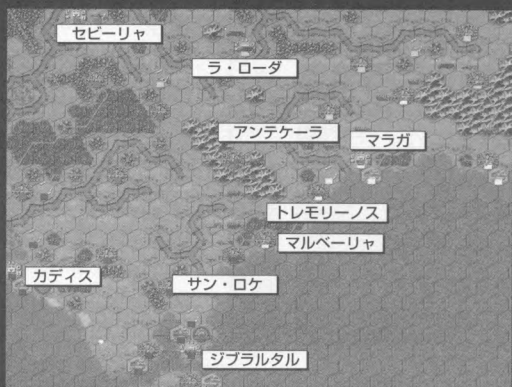 セビーリャ
ラ・ローダ
アンテケーラ
マラガ
トレモリーノス
マルベーリャ
カディス
サン・ロケ
ジブラルタル